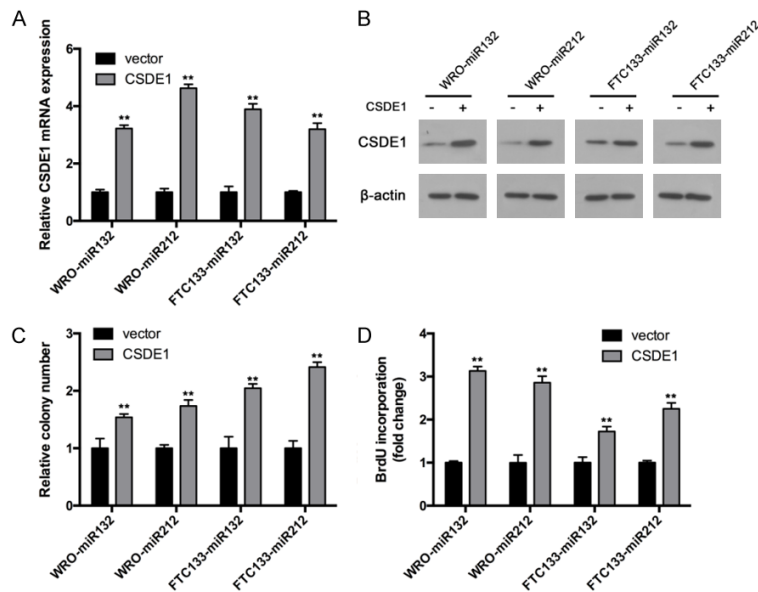 A
vector
CSDE1
Relative CSDE1 mRNA expression
6
4
2
0
** ** ** **
WRO-miR132 WRO-miR212 FTC133-miR132 FTC133-miR212
B
WRO-miR132 WRO-miR212 FTC133-miR132 FTC133-miR212
CSDE1 - + - + - + - +
CSDE1
β-actin
C
vector
CSDE1
Relative colony number
3
2
1
0
** ** ** **
WRO-miR132 WRO-miR212 FTC133-miR132 FTC133-miR212
D
vector
CSDE1
BrdU incorporation
(fold change)
4
3
2
1
0
** ** ** **
WRO-miR132 WRO-miR212 FTC133-miR132 FTC133-miR212